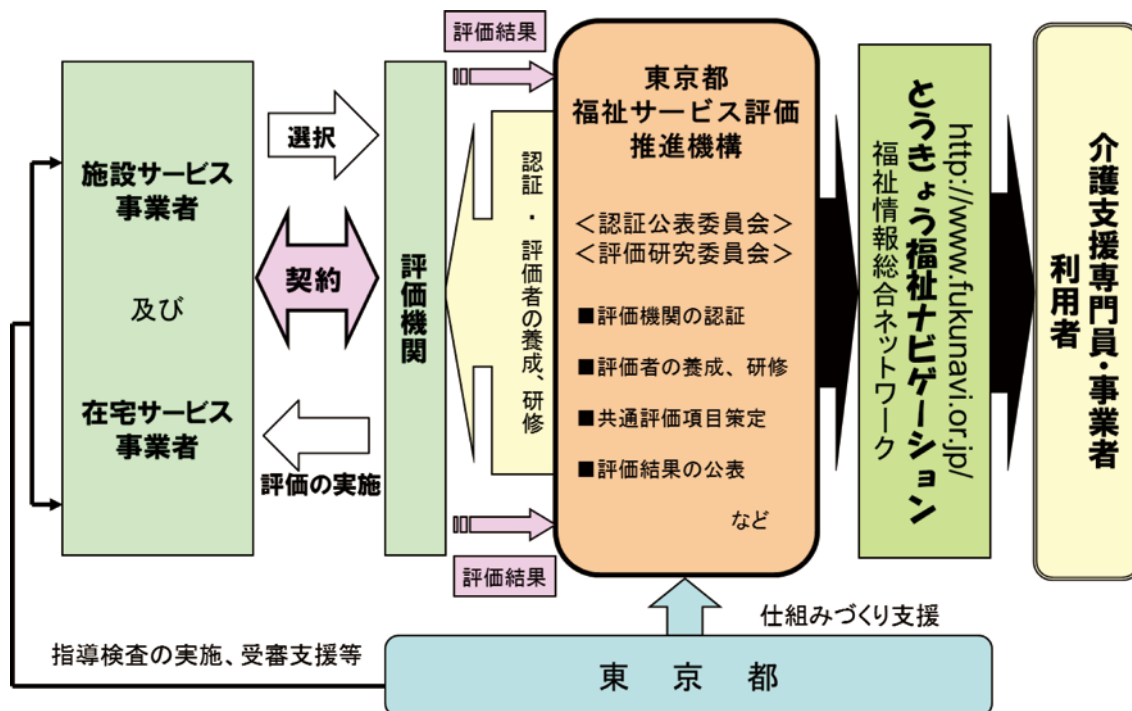 施設サービス
事業者
及び
在宅サービス
事業者
選択
契約
評価の実施
評価機関
評価結果
評価結果
認証・評価者の養成、研修
東京都
福祉サービス評価
推進機構
＜認証公表委員会＞
＜評価研究委員会＞
■評価機関の認証
■評価者の養成、研修
■共通評価項目策定
■評価結果の公表
など
http://www.fukunavi.or.jp/
とうきょう福祉ナビゲーション
福祉情報総合ネットワーク
介護支援専門員・事業者
利用者
仕組みづくり支援
指導検査の実施、受審支援等
東京都